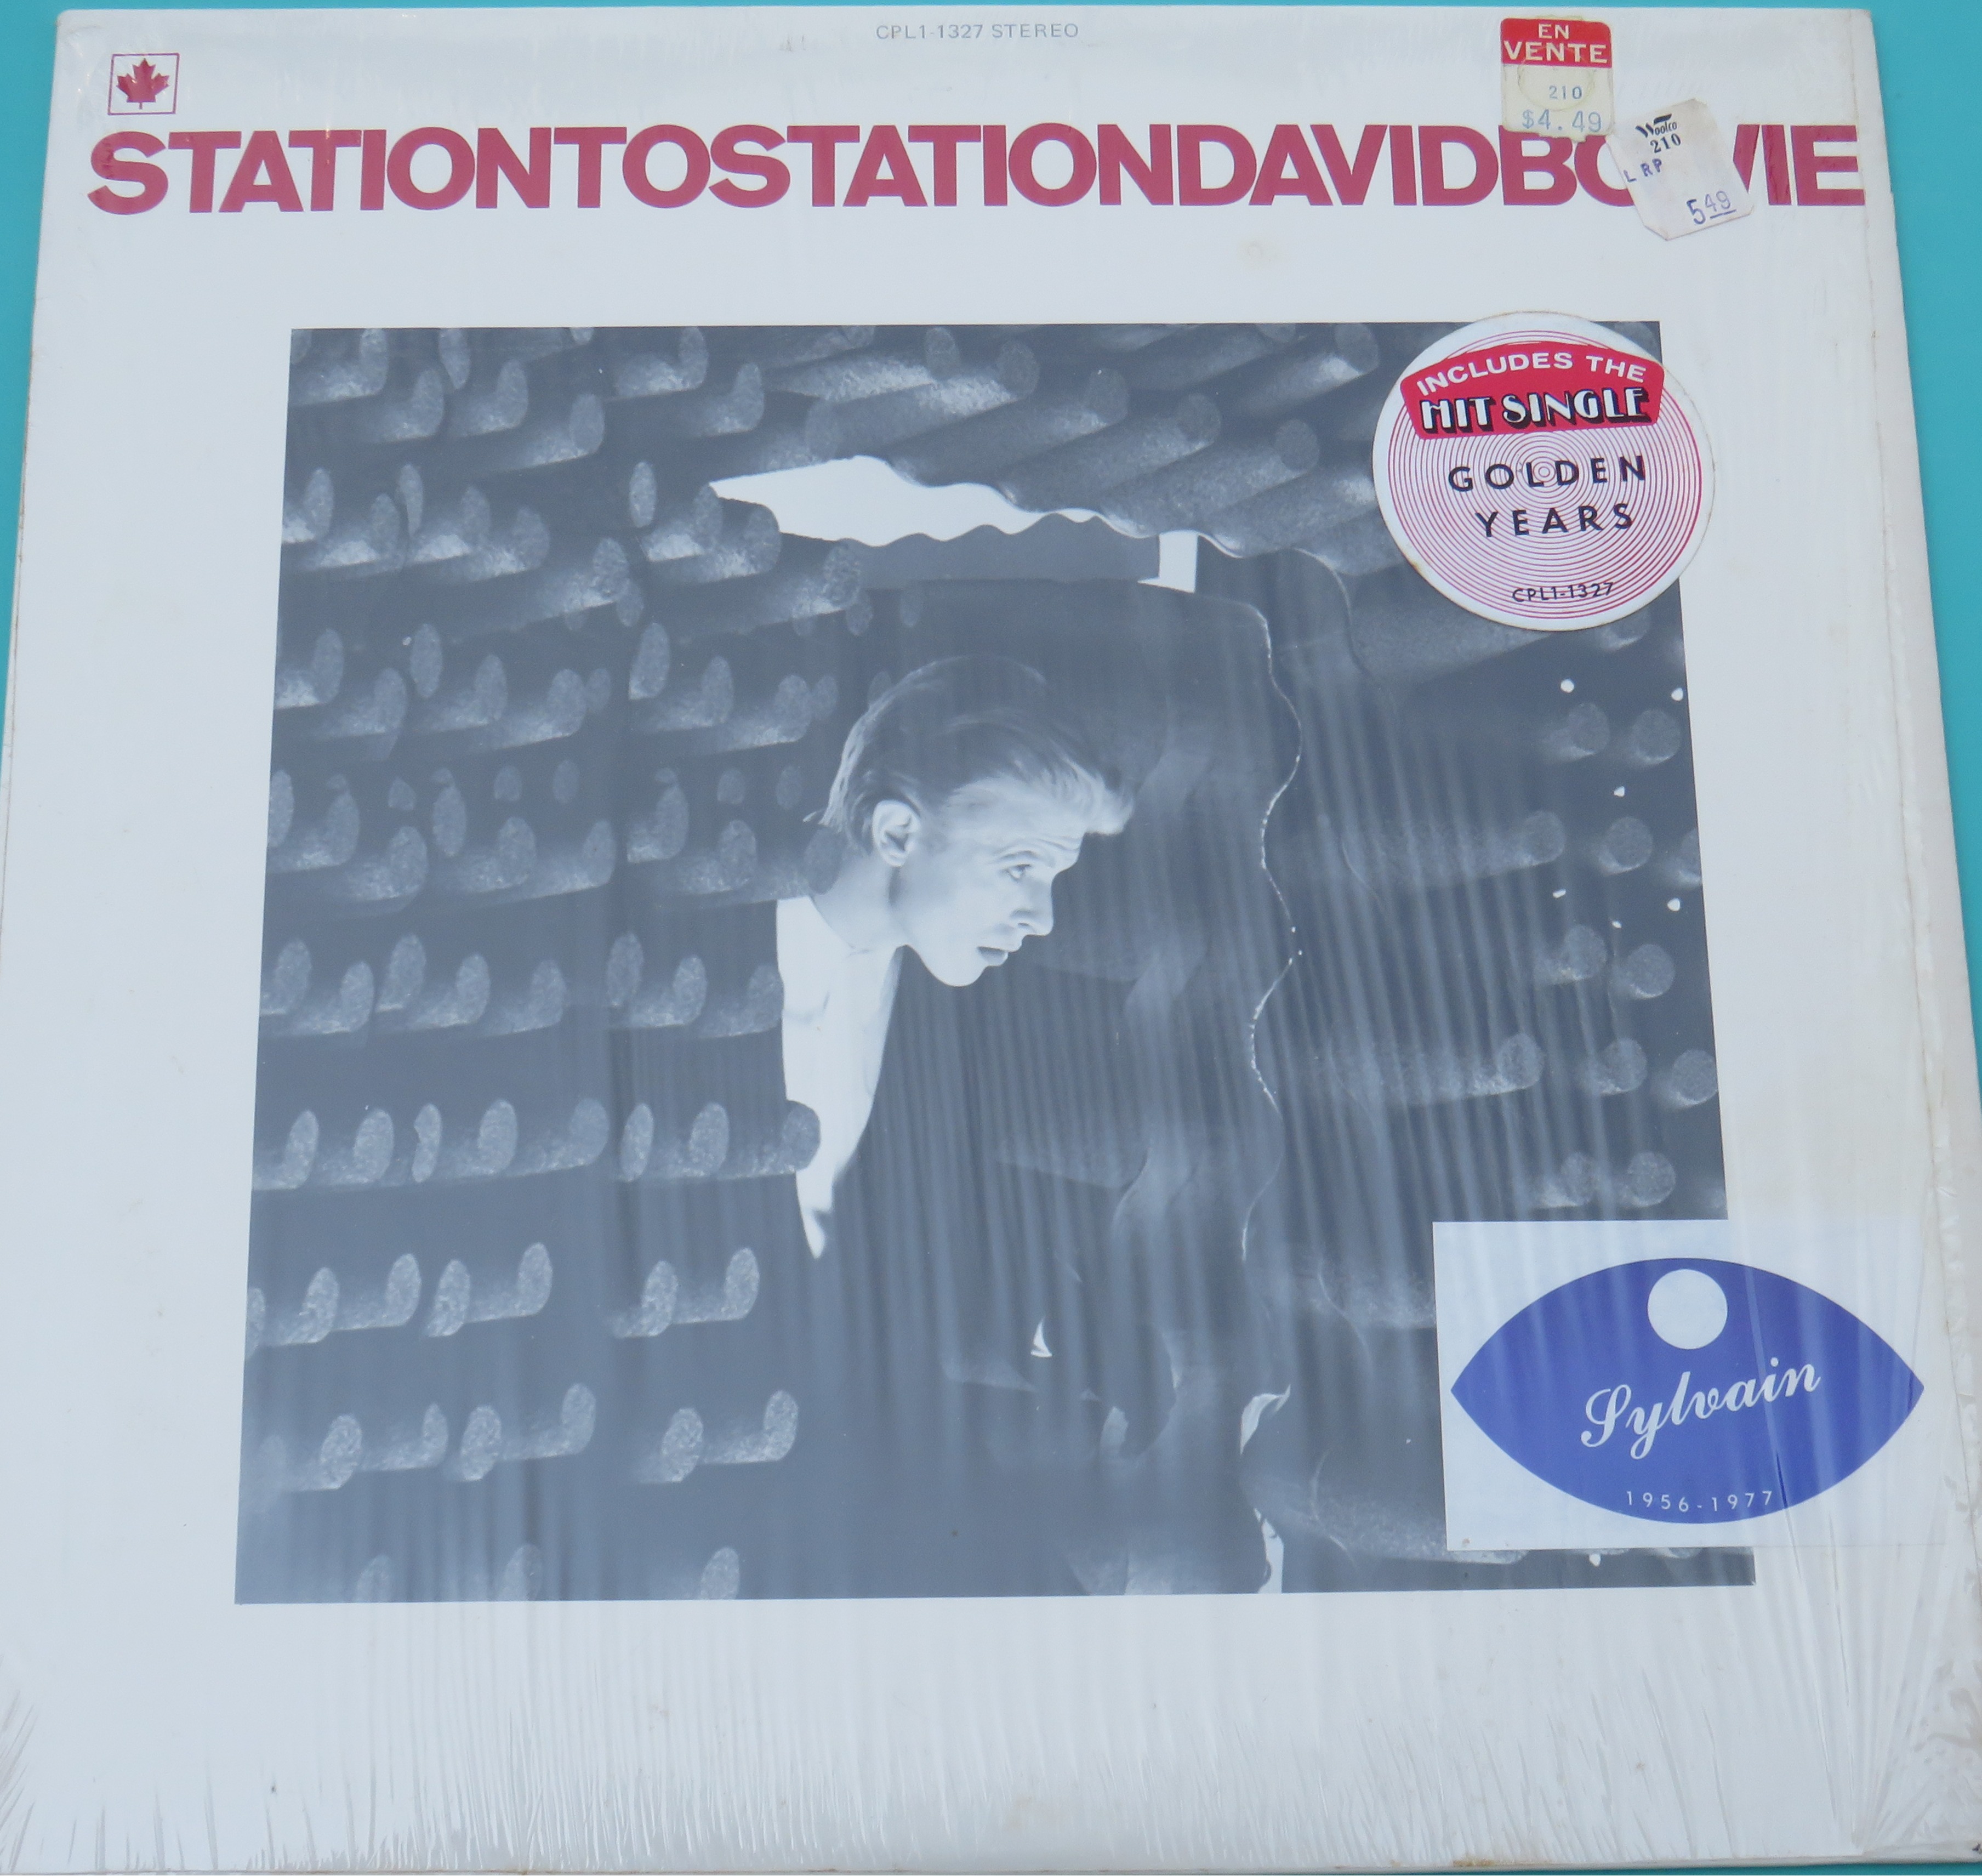 CPL1-1327 STEREO
EN
VENTE
210
$4.49
Woolco
210
L RP
5 49
STATIONTOSTATIONDAVIDBOWIE
INCLUDES THE
HIT SINGLE
GOLDEN
YEARS
CPL1-1327
Sylvain
1956-1977